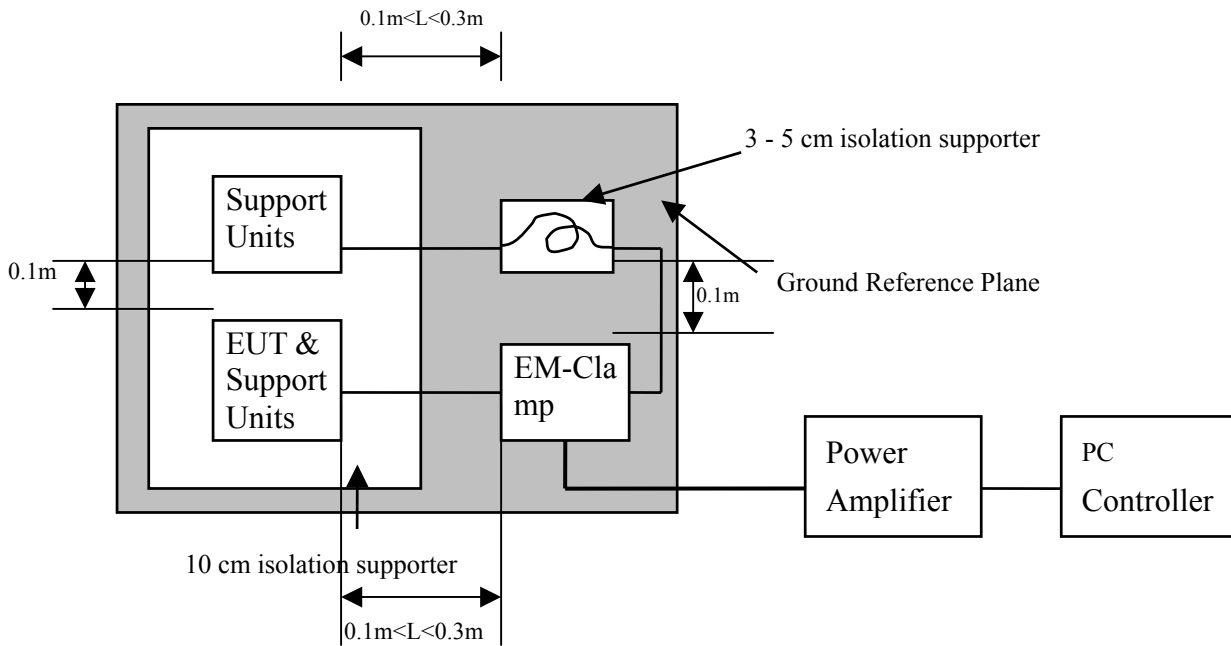 0.1m<L<0.3m
3 - 5 cm isolation supporter
Support
Units
0.1m
0.1m
Ground Reference Plane
EUT &
Support
Units
EM-Cla
mp
Power
Amplifier
PC
Controller
10 cm isolation supporter
0.1m<L<0.3m